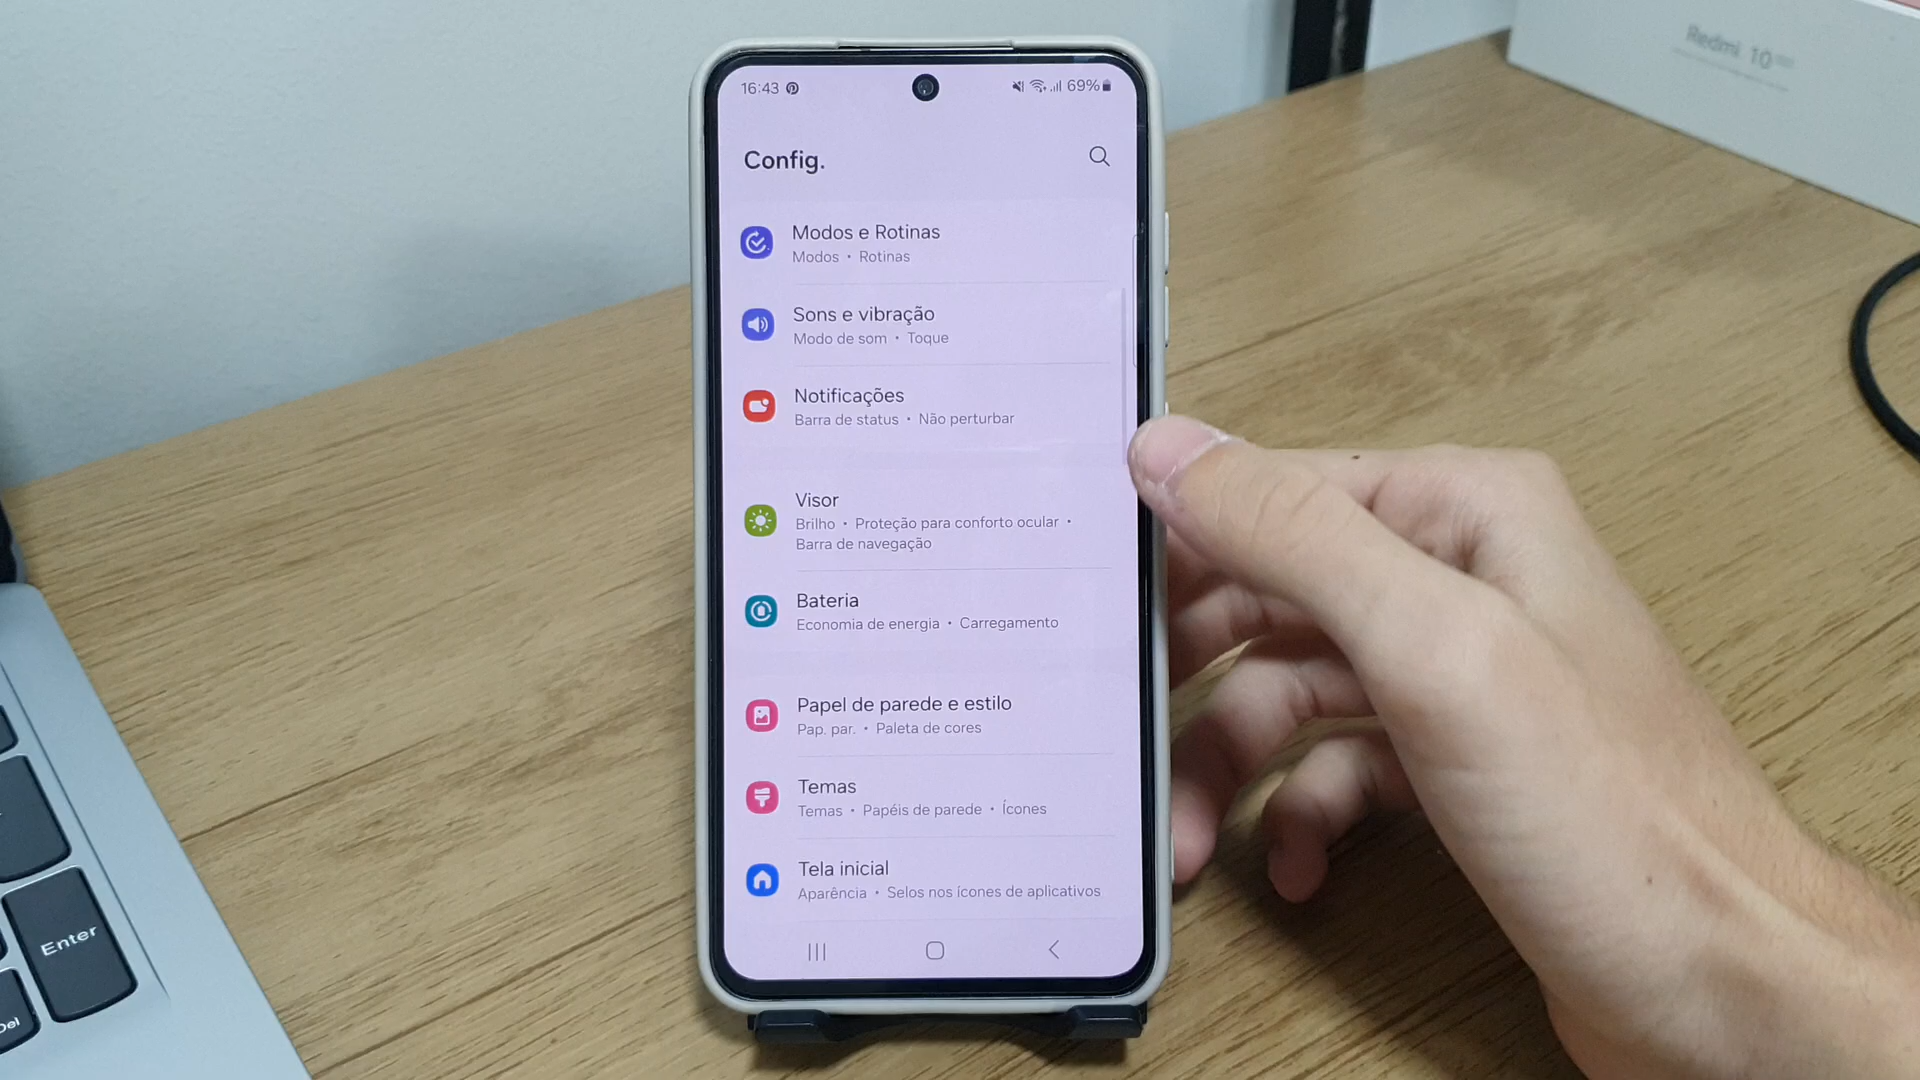 Redmi 10
16:43
69%
Config.
Modos e Rotinas
Modos • Rotinas
Sons e vibração
Modo de som • Toque
Notificações
Barra de status • Não perturbar
Visor
Brilho • Proteção para conforto ocular •
Barra de navegação
Bateria
Economia de energia • Carregamento
Papel de parede e estilo
Pap. par. • Paleta de cores
Temas
Temas • Papéis de parede • Ícones
Tela inicial
Aparência • Selos nos ícones de aplicativos
Enter
Del